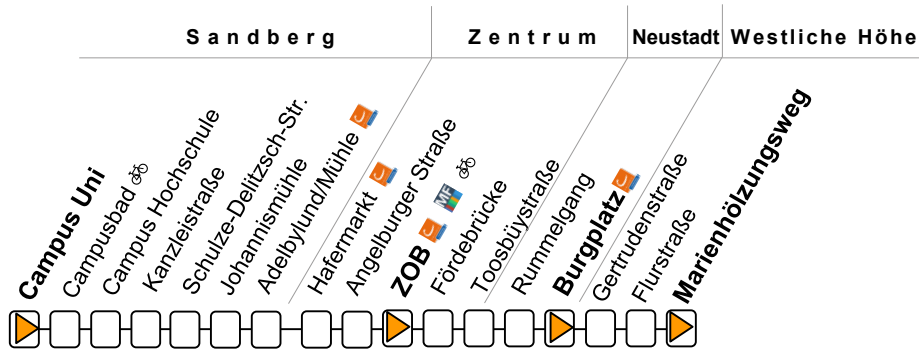 Sandberg
Zentrum
Neustadt
Westliche Höhe
Campus Uni
Campusbad
Campus Hochschule
Kanzleistraße
Schulze-Delitzsch-Str.
Johannismühle
Adelbylund/Mühle
Hafermarkt
Angelburger Straße
ZOB
MF
Fördebrücke
Toosbüystraße
Rummelgang
Burgplatz
Gertrudenstraße
Flurstraße
Marienhölzungsweg